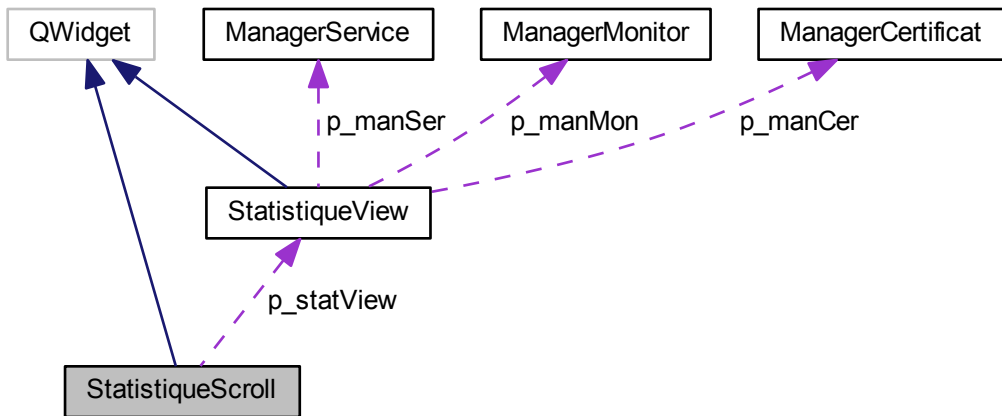 QWidget
ManagerService
ManagerMonitor
ManagerCertificat
p_manSer
p_manMon
p_manCer
StatistiqueView
p_statView
StatistiqueScroll